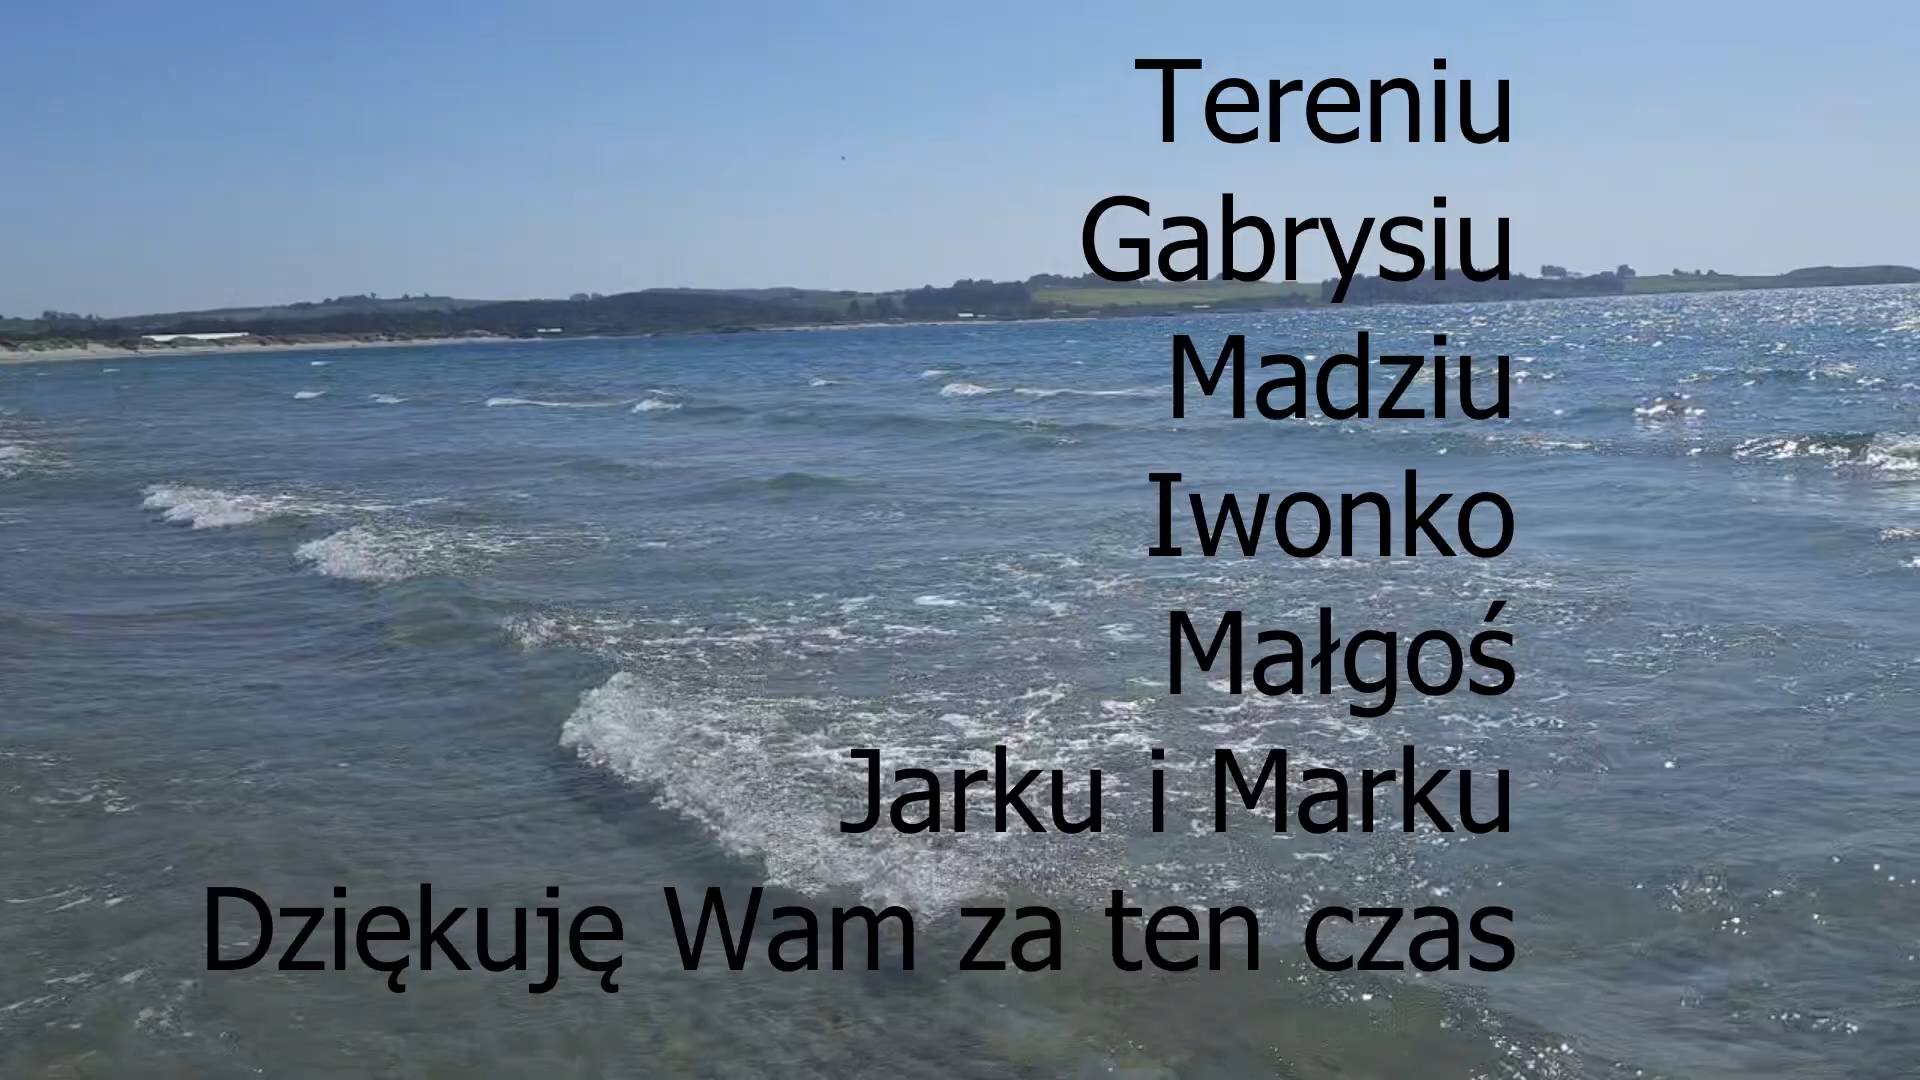 Tereniu
Gabrysiu
Madziu
Iwonko
Małgoś
Jarku i Marku
Dziękuję Wam za ten czas